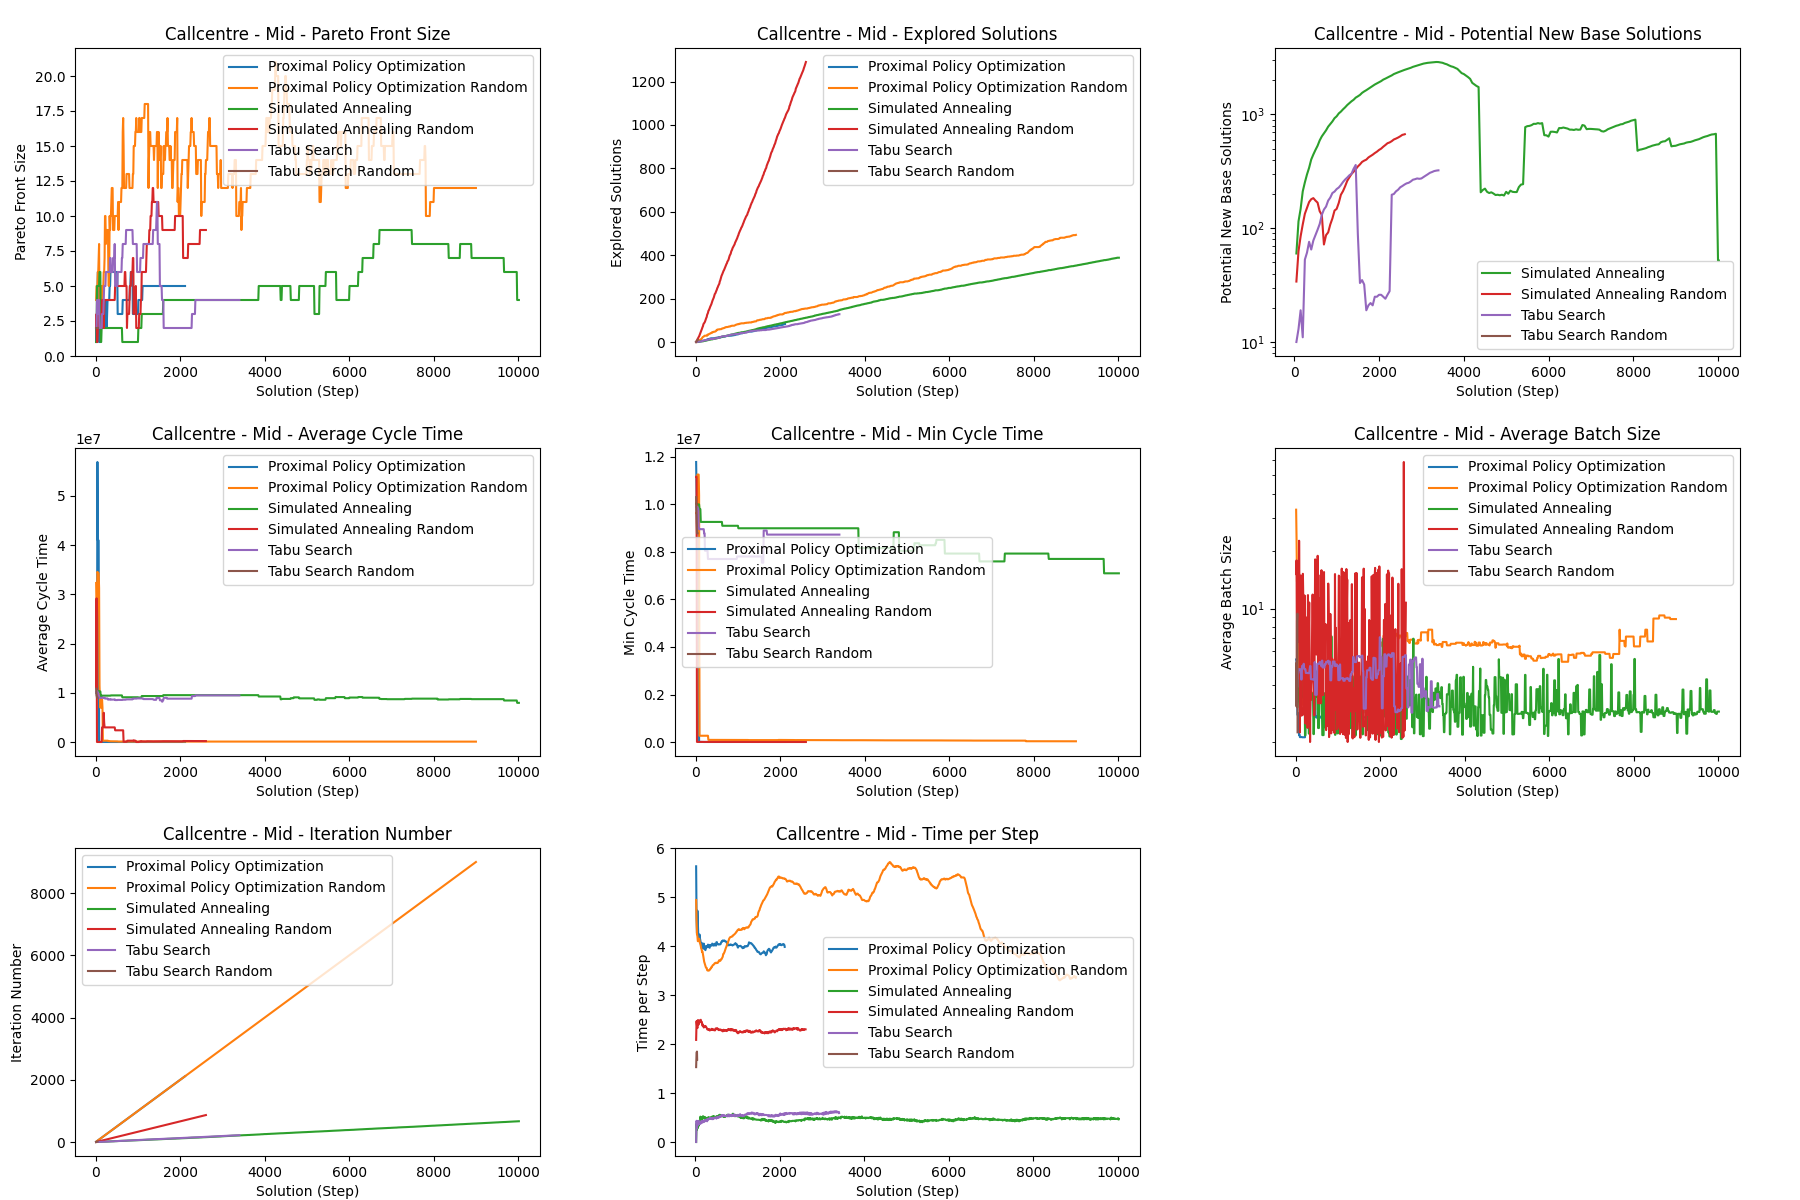 Callcentre - Mid - Pareto Front Size
Pareto Front Size
20.0
17.5
15.0
12.5
10.0
7.5
5.0
2.5
0.0
Proximal Policy Optimization
Proximal Policy Optimization Random
Simulated Annealing
Simulated Annealing Random
Tabu Search
Tabu Search Random
0 2000 4000 6000 8000 10000
Solution (Step)
Callcentre - Mid - Explored Solutions
Explored Solutions
1200
1000
800
600
400
200
0
Proximal Policy Optimization
Proximal Policy Optimization Random
Simulated Annealing
Simulated Annealing Random
Tabu Search
Tabu Search Random
0 2000 4000 6000 8000 10000
Solution (Step)
Callcentre - Mid - Potential New Base Solutions
Potential New Base Solutions
10³
10²
10¹
Simulated Annealing
Simulated Annealing Random
Tabu Search
Tabu Search Random
0 2000 4000 6000 8000 10000
Solution (Step)
Callcentre - Mid - Average Cycle Time
1e7
Average Cycle Time
5
4
3
2
1
0
Proximal Policy Optimization
Proximal Policy Optimization Random
Simulated Annealing
Simulated Annealing Random
Tabu Search
Tabu Search Random
0 2000 4000 6000 8000 10000
Solution (Step)
Callcentre - Mid - Min Cycle Time
1e7
Min Cycle Time
1.2
1.0
0.8
0.6
0.4
0.2
0.0
Proximal Policy Optimization
Proximal Policy Optimization Random
Simulated Annealing
Simulated Annealing Random
Tabu Search
Tabu Search Random
0 2000 4000 6000 8000 10000
Solution (Step)
Callcentre - Mid - Average Batch Size
Average Batch Size
10¹
Proximal Policy Optimization
Proximal Policy Optimization Random
Simulated Annealing
Simulated Annealing Random
Tabu Search
Tabu Search Random
0 2000 4000 6000 8000 10000
Solution (Step)
Callcentre - Mid - Iteration Number
Iteration Number
8000
6000
4000
2000
0
Proximal Policy Optimization
Proximal Policy Optimization Random
Simulated Annealing
Simulated Annealing Random
Tabu Search
Tabu Search Random
0 2000 4000 6000 8000 10000
Solution (Step)
Callcentre - Mid - Time per Step
Time per Step
6
5
4
3
2
1
0
Proximal Policy Optimization
Proximal Policy Optimization Random
Simulated Annealing
Simulated Annealing Random
Tabu Search
Tabu Search Random
0 2000 4000 6000 8000 10000
Solution (Step)